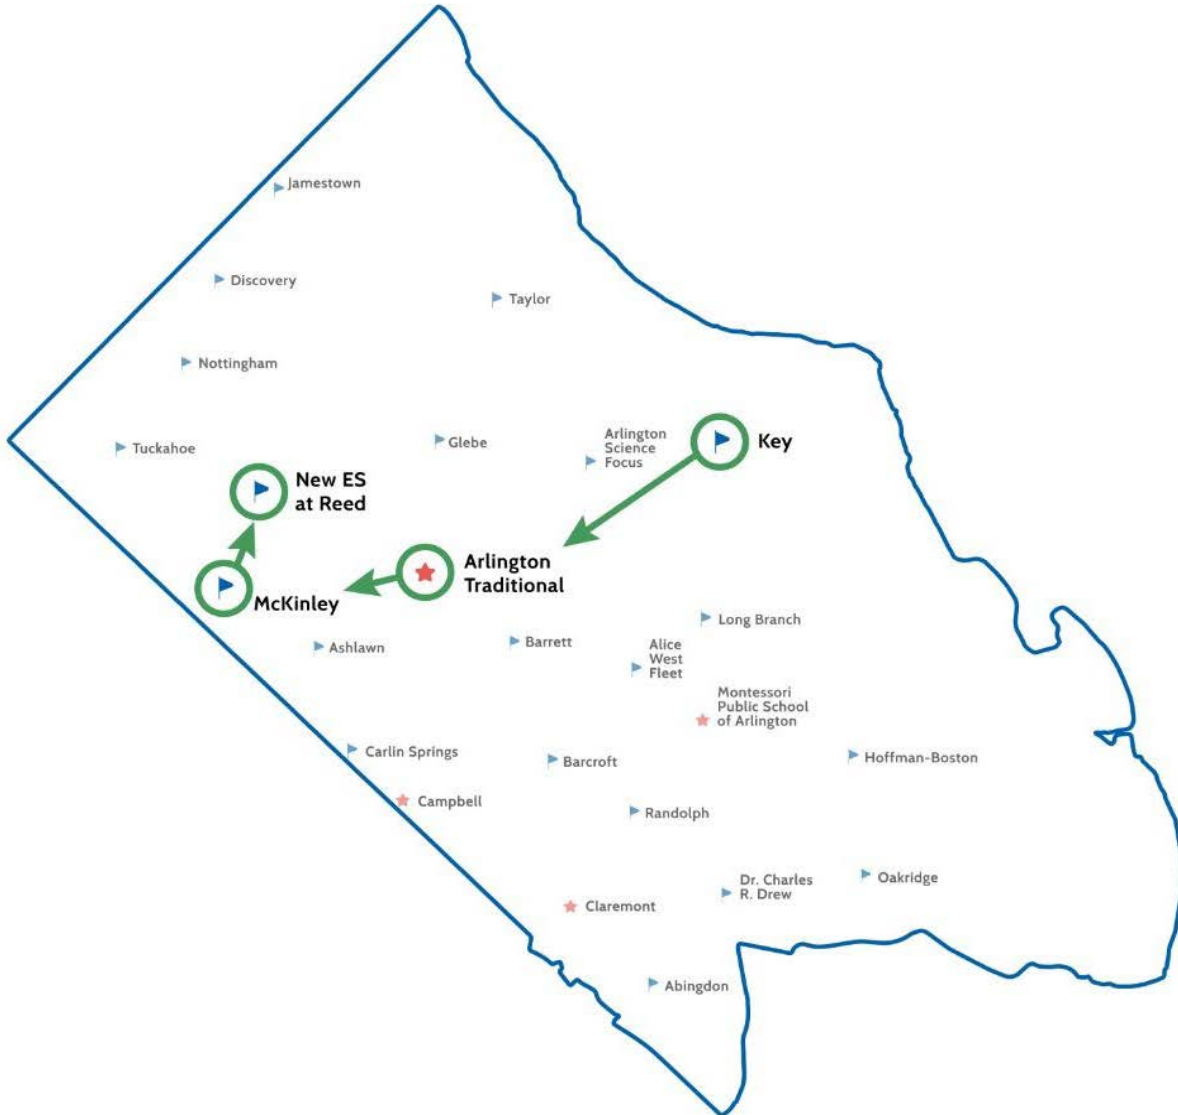 Jamestown
Discovery
Taylor
Nottingham
Arlington
Science
Focus
Key
Glebe
Tuckahoe
New ES
at Reed
Arlington
Traditional
McKinley
Long Branch
Barrett
Ashlawn
Alice
West
Fleet
Montessori
Public School
of Arlington
Carlin Springs
Barcroft
Hoffman-Boston
Campbell
Randolph
Dr. Charles
R. Drew
Oakridge
Claremont
Abingdon